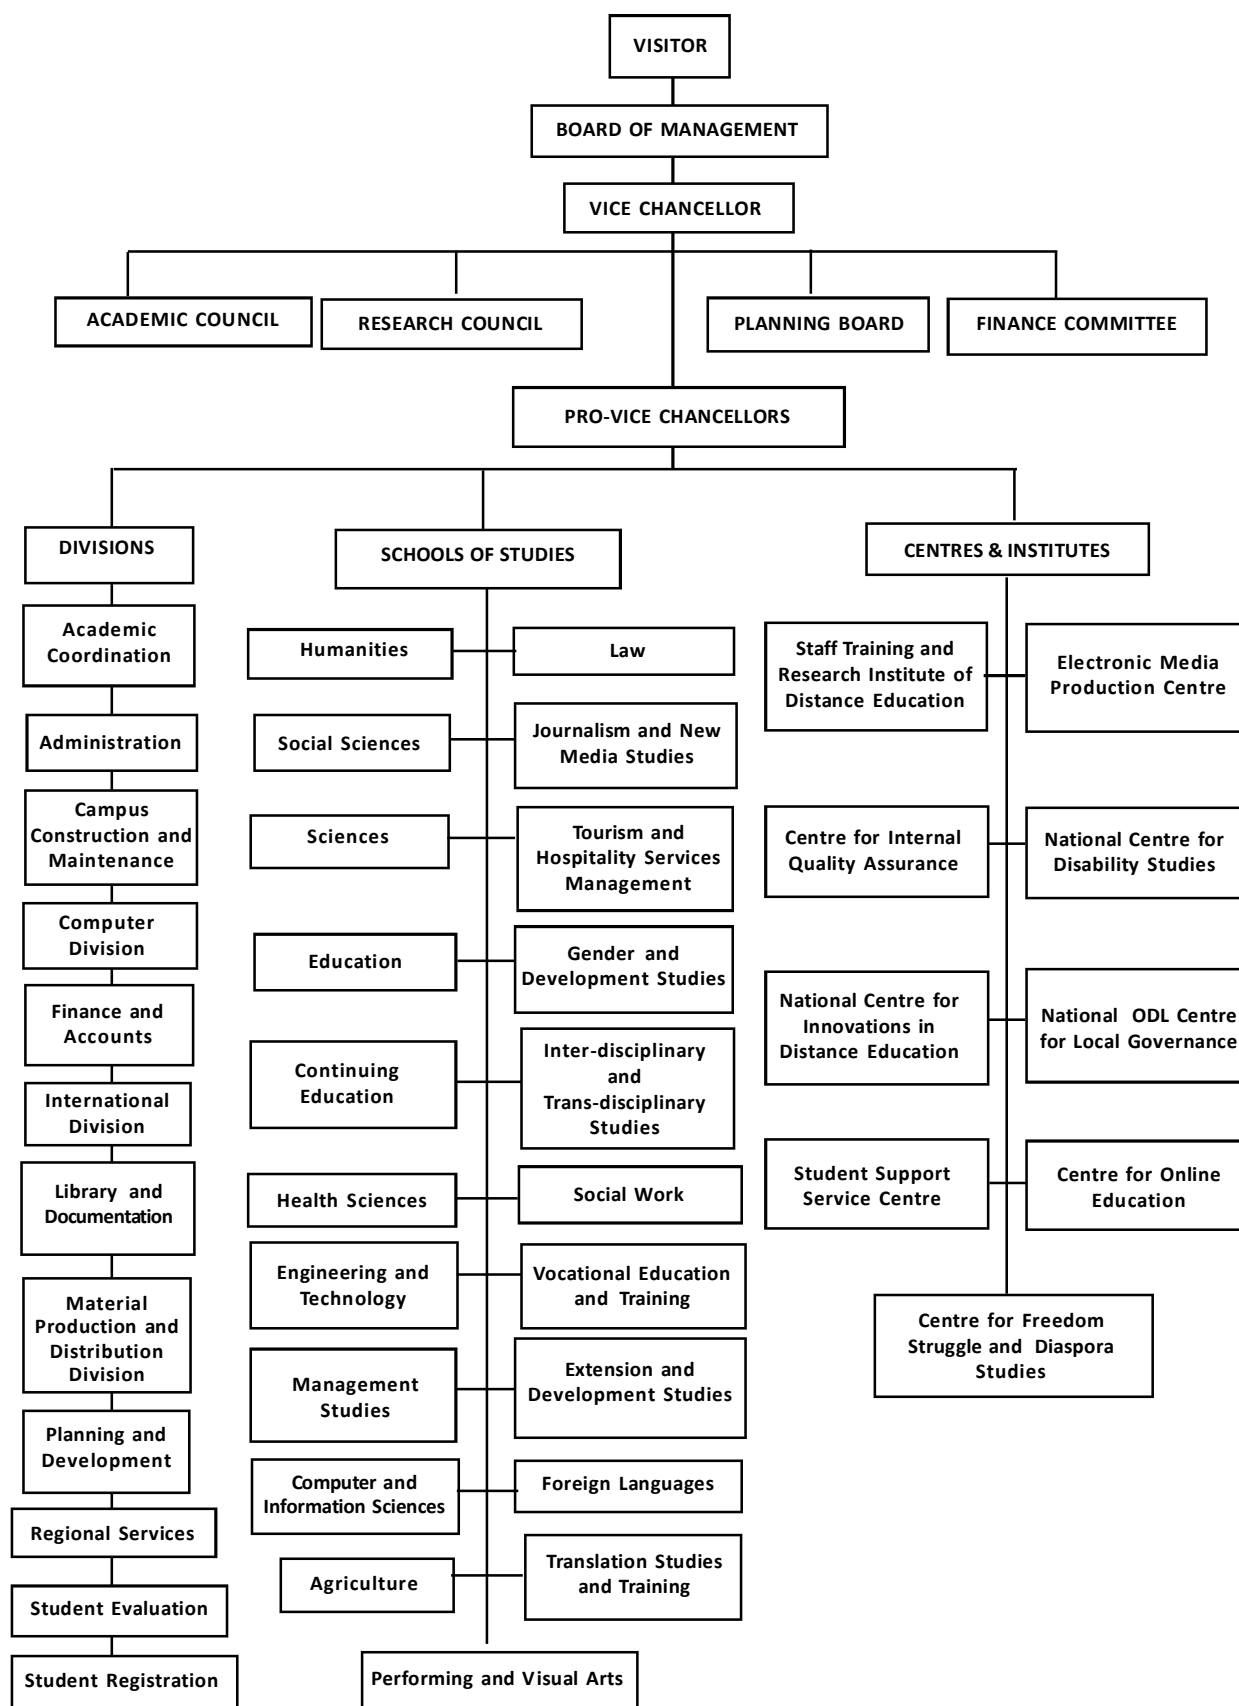 VISITOR
BOARD OF MANAGEMENT
VICE CHANCELLOR
ACADEMIC COUNCIL
RESEARCH COUNCIL
PLANNING BOARD
FINANCE COMMITTEE
PRO-VICE CHANCELLORS
DIVISIONS
Academic
Coordination
Administration
Campus
Construction and
Maintenance
Computer
Division
Finance and
Accounts
International
Division
Library and
Documentation
Material
Production and
Distribution
Division
Planning and
Development
Regional Services
Student Evaluation
Student Registration
SCHOOLS OF STUDIES
Humanities
Law
Social Sciences
Journalism and New
Media Studies
Sciences
Tourism and
Hospitality Services
Management
Education
Gender and
Development Studies
Continuing
Education
Inter-disciplinary
and
Trans-disciplinary
Studies
Health Sciences
Social Work
Engineering and
Technology
Vocational Education
and Training
Management
Studies
Extension and
Development Studies
Computer and
Information Sciences
Foreign Languages
Agriculture
Translation Studies
and Training
Performing and Visual Arts
CENTRES & INSTITUTES
Staff Training and
Research Institute of
Distance Education
Electronic Media
Production Centre
Centre for Internal
Quality Assurance
National Centre for
Disability Studies
National Centre for
Innovations in
Distance Education
National ODL Centre
for Local Governance
Student Support
Service Centre
Centre for Online
Education
Centre for Freedom
Struggle and Diaspora
Studies